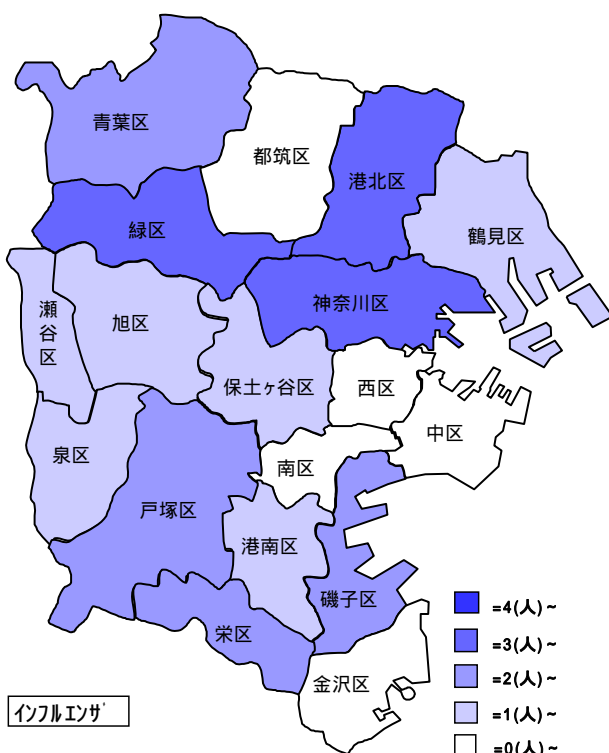 青葉区
都筑区
港北区
緑区
鶴見区
神奈川区
瀬谷区
旭区
保土ヶ谷区
西区
中区
泉区
南区
戸塚区
港南区
磯子区
栄区
金沢区
=4(人)~
=3(人)~
=2(人)~
=1(人)~
=0(人)~
インフルエンザ